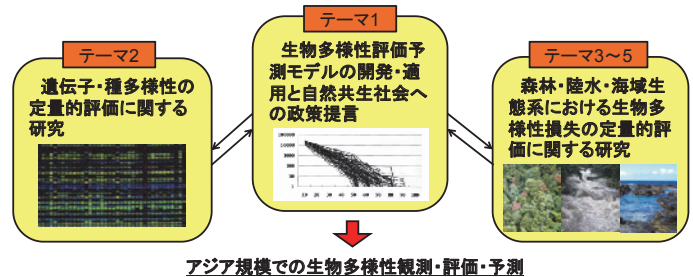 テーマ1
生物多様性評価予
測モデルの開発・適
用と自然共生社会へ
の政策提言
テーマ2
遺伝子・種多様性の
定量的評価に関する
研究
テーマ3~5
森林・陸水・海域生
態系における生物多
様性損失の定量的評
価に関する研究
アジア規模での生物多様性観測・評価・予測